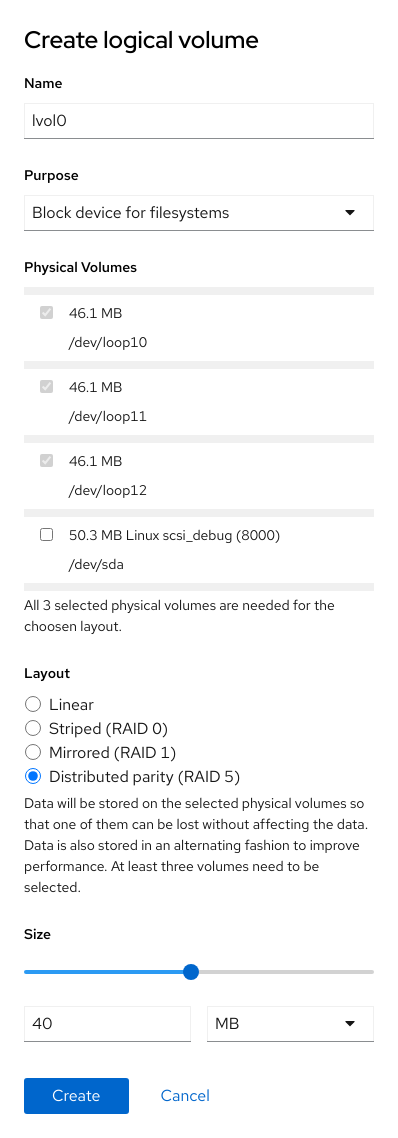 Create logical volume
Name
lvol0
Purpose
Block device for filesystems
Physical Volumes
46.1 MB
/dev/loop10
46.1 MB
/dev/loop11
46.1 MB
/dev/loop12
50.3 MB Linux scsi_debug (8000)
/dev/sda
All 3 selected physical volumes are needed for the
choosen layout.
Layout
Linear
Striped (RAID 0)
Mirrored (RAID 1)
Distributed parity (RAID 5)
Data will be stored on the selected physical volumes so
that one of them can be lost without affecting the data.
Data is also stored in an alternating fashion to improve
performance. At least three volumes need to be
selected.
Size
40
MB
Create
Cancel